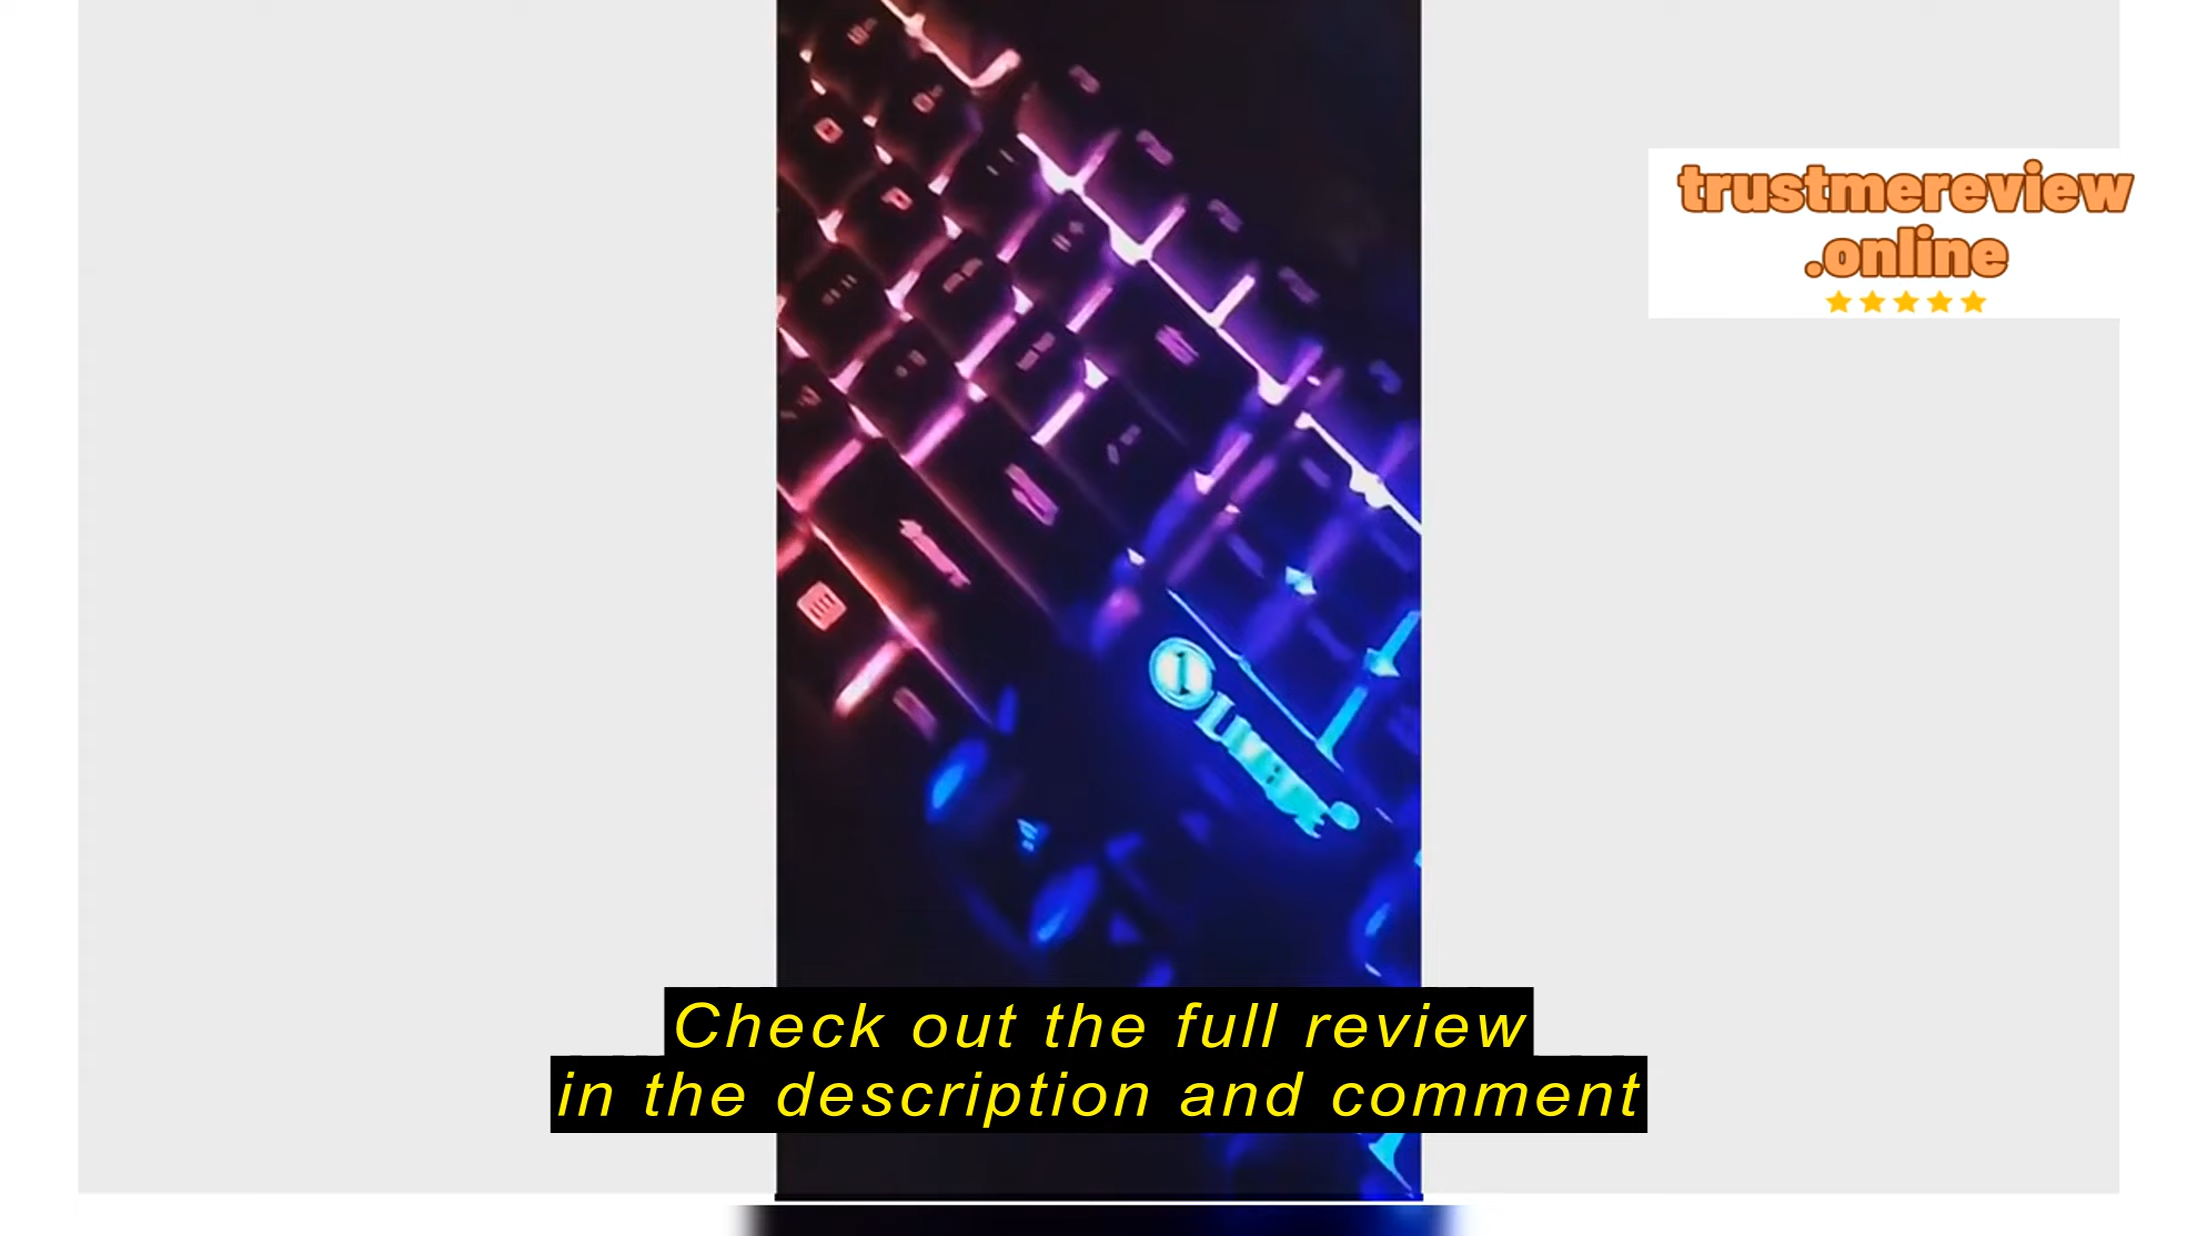 trustmereview
.online
Check out the full review
in the description and comment